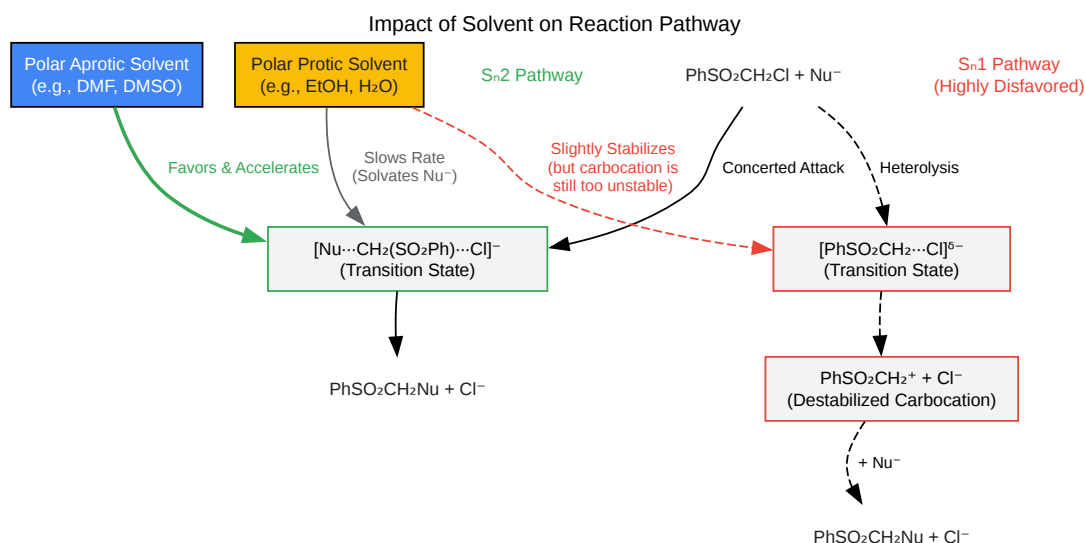 Impact of Solvent on Reaction Pathway
Polar Aprotic Solvent
(e.g., DMF, DMSO)
Polar Protic Solvent
(e.g., EtOH, H₂O)
Sₙ2 Pathway
PhSO₂CH₂Cl + Nu⁻
Sₙ1 Pathway
(Highly Disfavored)
Favors & Accelerates
Slows Rate
(Solvates Nu⁻)
Slightly Stabilizes
(but carbocation is
still too unstable)
Concerted Attack
Heterolysis
[Nu···CH₂(SO₂Ph)···Cl]⁻
(Transition State)
[PhSO₂CH₂···Cl]ᵟ⁻
(Transition State)
PhSO₂CH₂Nu + Cl⁻
PhSO₂CH₂⁺ + Cl⁻
(Destabilized Carbocation)
+ Nu⁻
PhSO₂CH₂Nu + Cl⁻